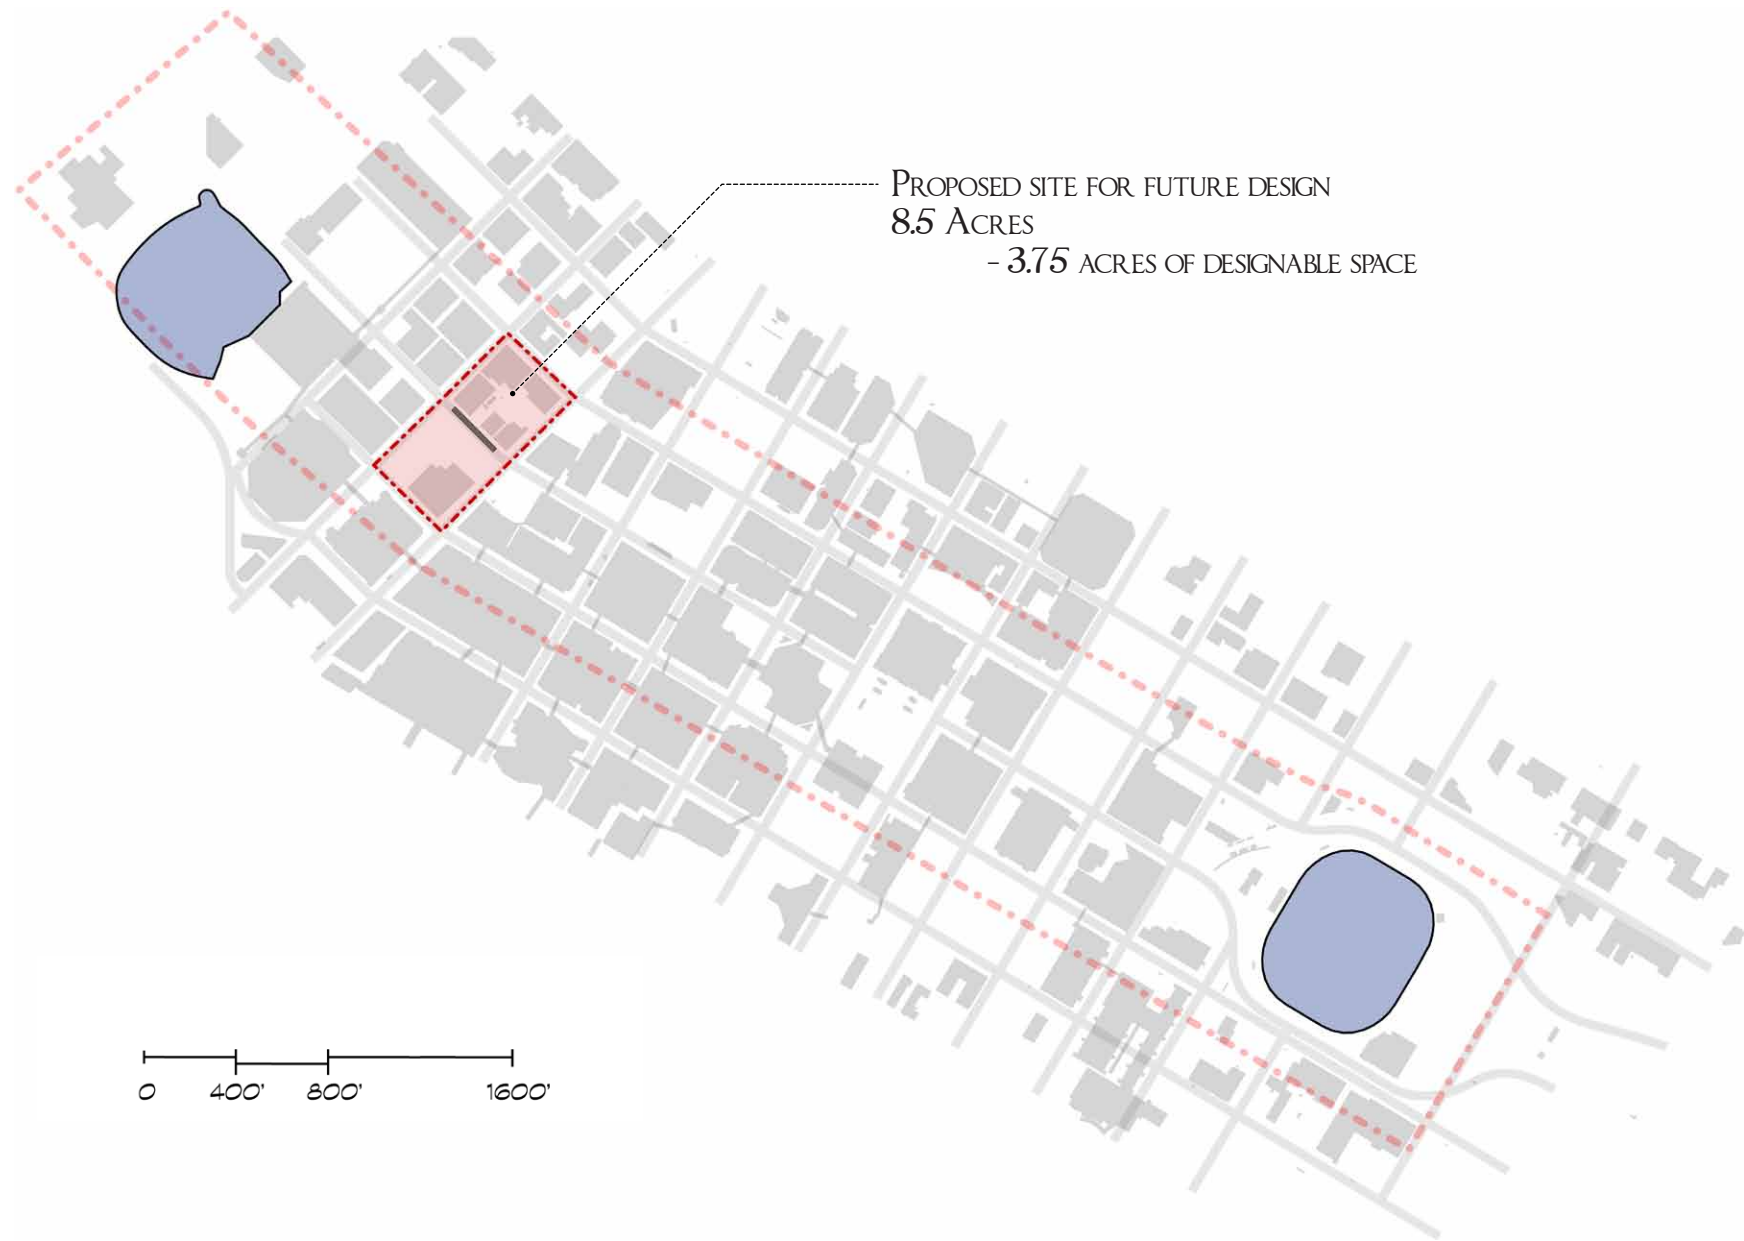 Proposed site for future design
8.5 Acres
- 3.75 acres of designable space
0 400' 800' 1600'